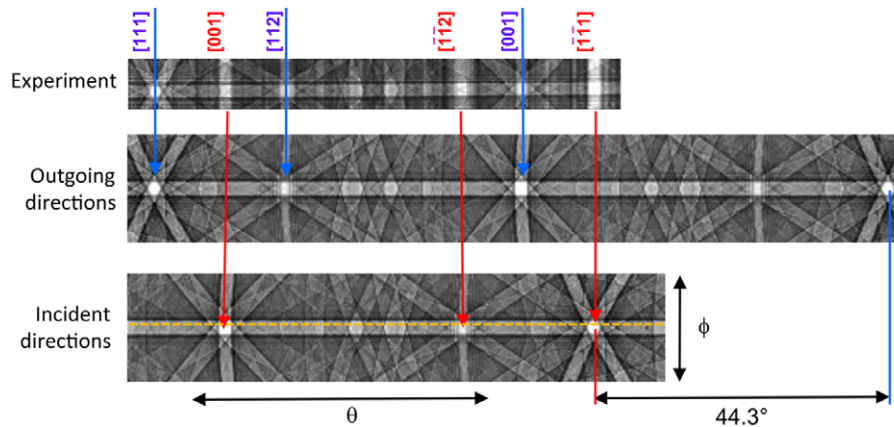 [111]
[001]
[112]
[1̄1̄2]
[001]
[1̄1̄1]
Experiment
Outgoing
directions
Incident
directions
ϕ
θ
44.3°